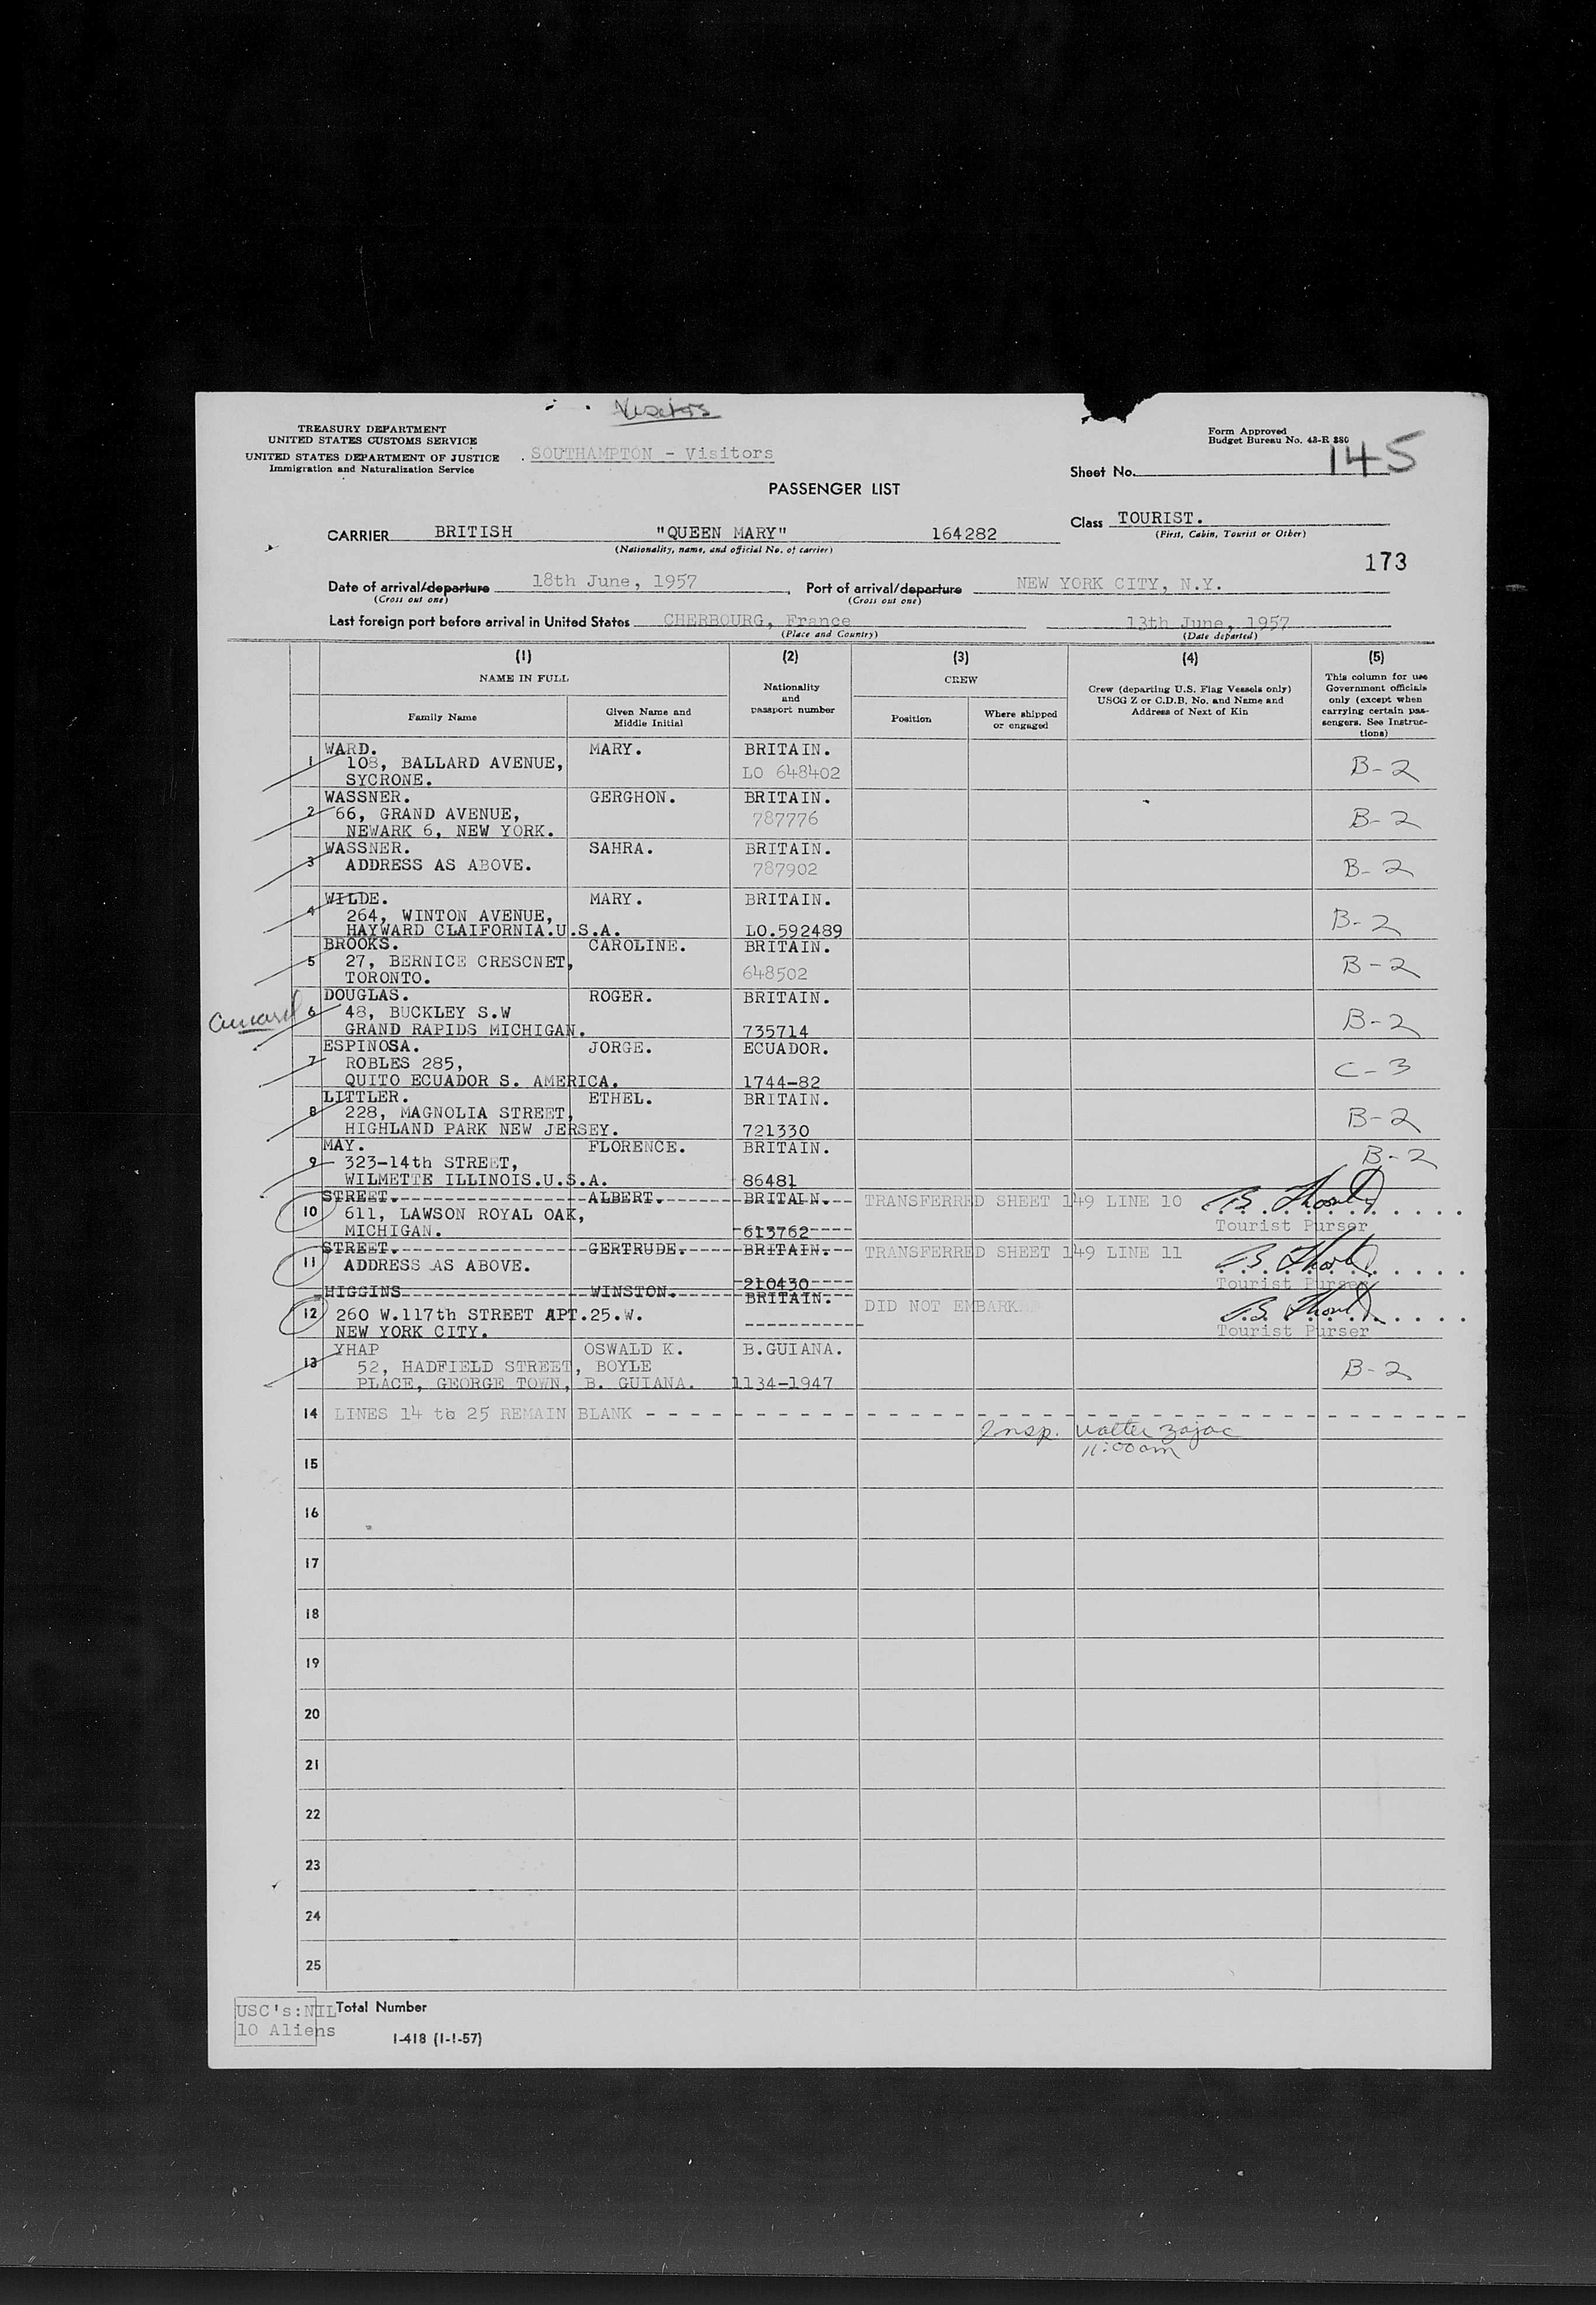 Visitors
TREASURY DEPARTMENT
UNITED STATES CUSTOMS SERVICE
UNITED STATES DEPARTMENT OF JUSTICE
Immigration and Naturalization Service
SOUTHAMPTON - Visitors
Form Approved
Budget Bureau No. 43-R 380
Sheet No. 145
PASSENGER LIST
Class TOURIST.
(First, Cabin, Tourist or Other)
CARRIER BRITISH "QUEEN MARY" 164282
(Nationality, name, and official No. of carrier)
173
Date of arrival/departure 18th June, 1957, Port of arrival/departure NEW YORK CITY, N.Y.
(Cross out one) (Cross out one)
Last foreign port before arrival in United States CHERBOURG, France 13th June, 1957
(Place and Country) (Date departed)
(1) (2) (3) (4) (5)
NAME IN FULL
Family Name
Given Name and Middle Initial
Nationality and passport number
CREW
Position
Where shipped or engaged
Crew (departing U.S. Flag Vessels only)
USCG Z or C.D.B. No. and Name and
Address of Next of Kin
This column for use
Government officials
only (except when
carrying certain pas-
sengers. See Instruc-
tions)
1 WARD. MARY. BRITAIN.
108, BALLARD AVENUE, LO 648402 B-2
SYCRONE.
2 WASSNER. GERGHON. BRITAIN.
66, GRAND AVENUE, 787776 B-2
NEWARK 6, NEW YORK.
3 WASSNER. SAHRA. BRITAIN.
ADDRESS AS ABOVE. 787902 B-2
4 WILDE. MARY. BRITAIN.
264, WINTON AVENUE, B-2
HAYWARD CLAIFORNIA.U.S.A. LO.592489
5 BROOKS. CAROLINE. BRITAIN.
27, BERNICE CRESCNET, 648502 B-2
TORONTO.
6 DOUGLAS. ROGER. BRITAIN.
48, BUCKLEY S.W B-2
GRAND RAPIDS MICHIGAN. 735714
7 ESPINOSA. JORGE. ECUADOR.
ROBLES 285, C-3
QUITO ECUADOR S. AMERICA. 1744-82
8 LITTLER. ETHEL. BRITAIN.
228, MAGNOLIA STREET, B-2
HIGHLAND PARK NEW JERSEY. 721330
9 MAY. FLORENCE. BRITAIN.
323-14th STREET, B-2
WILMETTE ILLINOIS.U.S.A. 86481
10 STREET. ALBERT. BRITAIN. TRANSFERRED SHEET 149 LINE 10
611, LAWSON ROYAL OAK, Tourist Purser
MICHIGAN. 613762
11 STREET. GERTRUDE. BRITAIN. TRANSFERRED SHEET 149 LINE 11
ADDRESS AS ABOVE. 210430 Tourist Purser
12 HIGGINS WINSTON. BRITAIN. DID NOT EMBARK
260 W.117th STREET APT.25.W.
NEW YORK CITY. Tourist Purser
13 YHAP OSWALD K. B.GUIANA.
52, HADFIELD STREET, BOYLE B-2
PLACE, GEORGE TOWN, B. GUIANA. 1134-1947
14 LINES 14 to 25 REMAIN BLANK
Insp. Walter Zajac
11:00am
15
16
17
18
19
20
21
22
23
24
25
USC's:NIL Total Number
10 Aliens
I-418 (1-1-57)